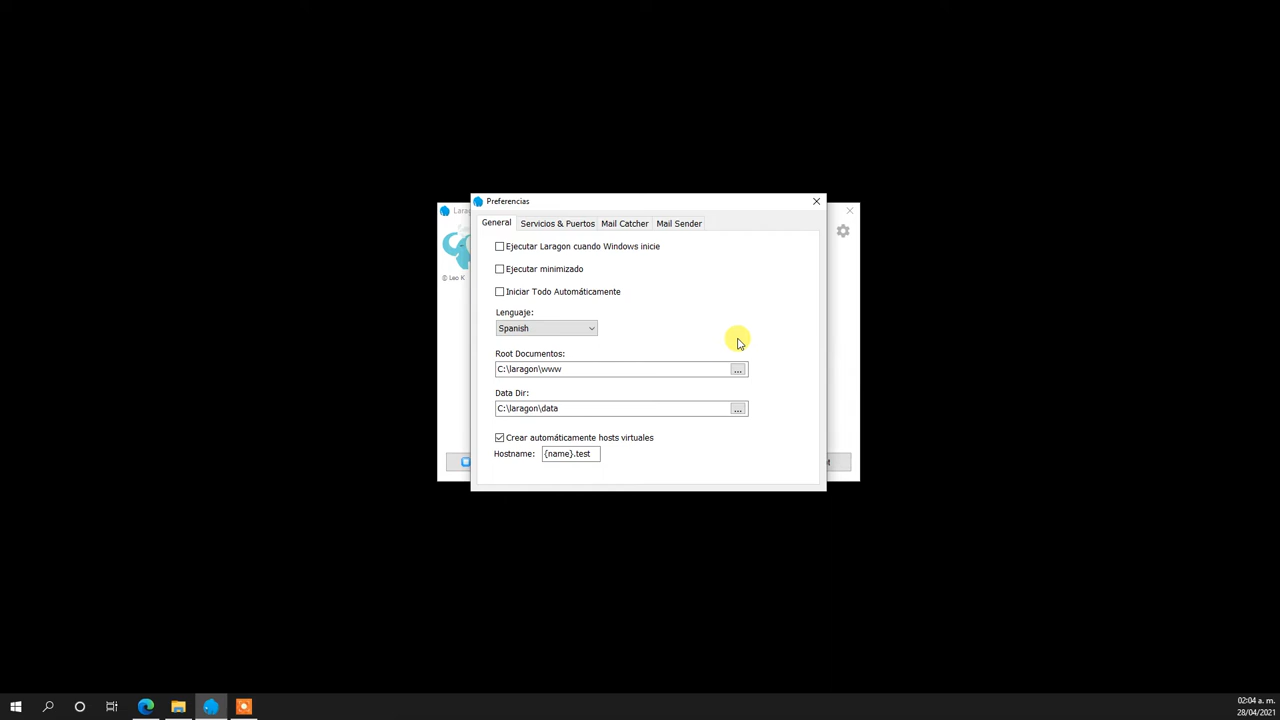 Preferencias
General Servicios & Puertos Mail Catcher Mail Sender
© Leo K
Ejecutar Laragon cuando Windows inicie
Ejecutar minimizado
Iniciar Todo Automáticamente
Lenguaje:
Spanish
Root Documentos:
C:\laragon\www
...
Data Dir:
C:\laragon\data
...
Crear automáticamente hosts virtuales
Hostname: {name}.test
02:04 a. m.
28/04/2021